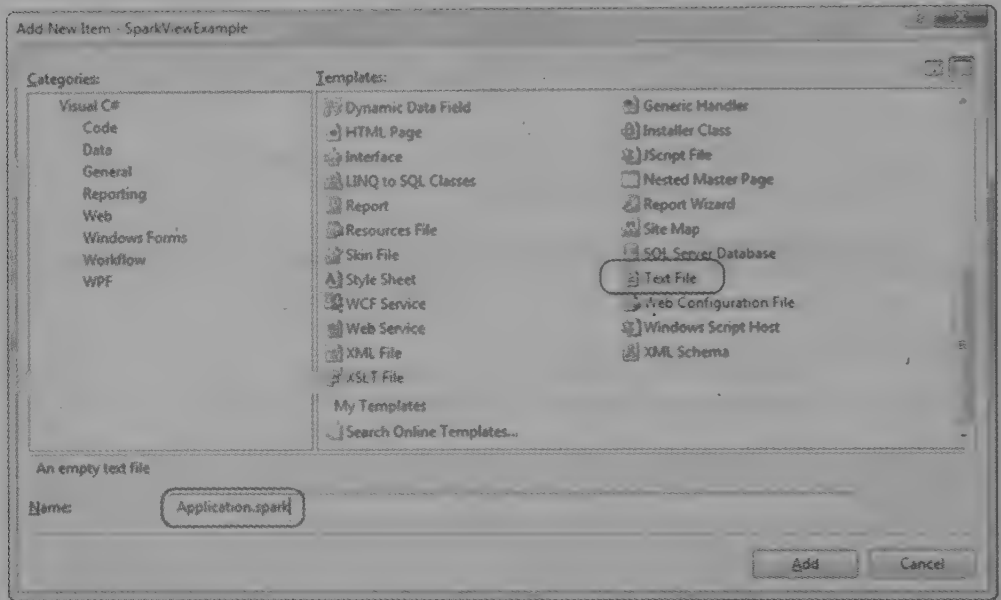 Add New Item - SparkViewExample
Categories:
Templates:
Visual C#
Code
Data
General
Reporting
Web
Windows Forms
Workflow
WPF
Dynamic Data Field
HTML Page
Interface
LINQ to SQL Classes
Report
Resources File
Skin File
Style Sheet
WCF Service
Web Service
XML File
XSLT File
Generic Handler
Installer Class
JScript File
Nested Master Page
Report Wizard
Site Map
SQL Server Database
Text File
Web Configuration File
Windows Script Host
XML Schema
My Templates
Search Online Templates...
An empty text file
Name:
Application.spark
Add
Cancel